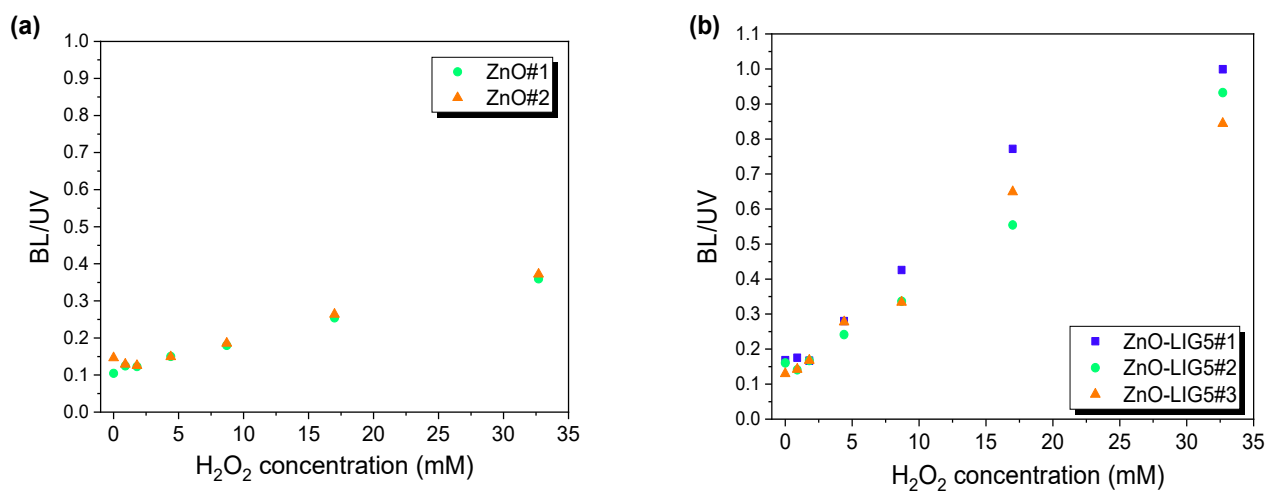 (a)
1.0
0.9
0.8
0.7
0.6
0.5
0.4
0.3
0.2
0.1
0.0
BL/UV
ZnO#1
ZnO#2
0 5 10 15 20 25 30 35
H₂O₂ concentration (mM)
(b)
1.1
1.0
0.9
0.8
0.7
0.6
0.5
0.4
0.3
0.2
0.1
0.0
BL/UV
ZnO-LIG5#1
ZnO-LIG5#2
ZnO-LIG5#3
0 5 10 15 20 25 30 35
H₂O₂ concentration (mM)